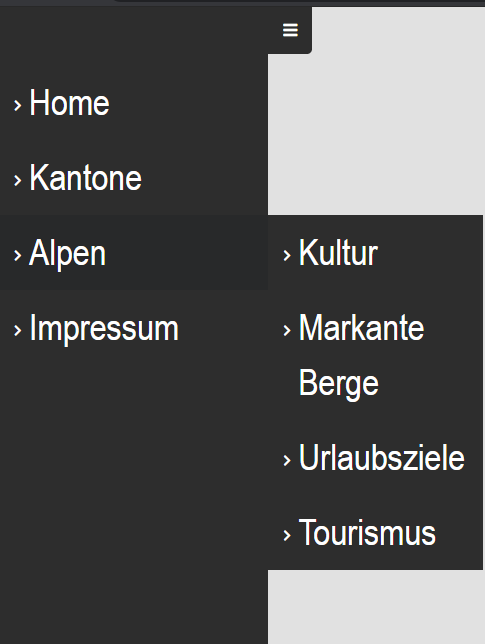 Home
Kantone
Alpen
Impressum
Kultur
Markante
Berge
Urlaubsziele
Tourismus